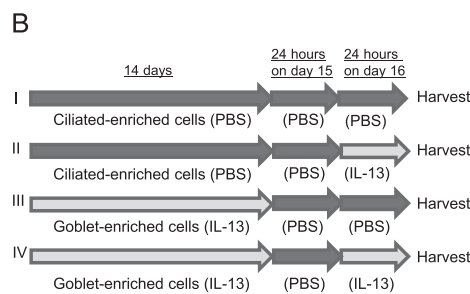 B
14 days
24 hours on day 15
24 hours on day 16
I
Harvest
Ciliated-enriched cells (PBS)
(PBS)
(PBS)
II
Harvest
Ciliated-enriched cells (PBS)
(PBS)
(IL-13)
III
Harvest
Goblet-enriched cells (IL-13)
(PBS)
(PBS)
IV
Harvest
Goblet-enriched cells (IL-13)
(PBS)
(IL-13)